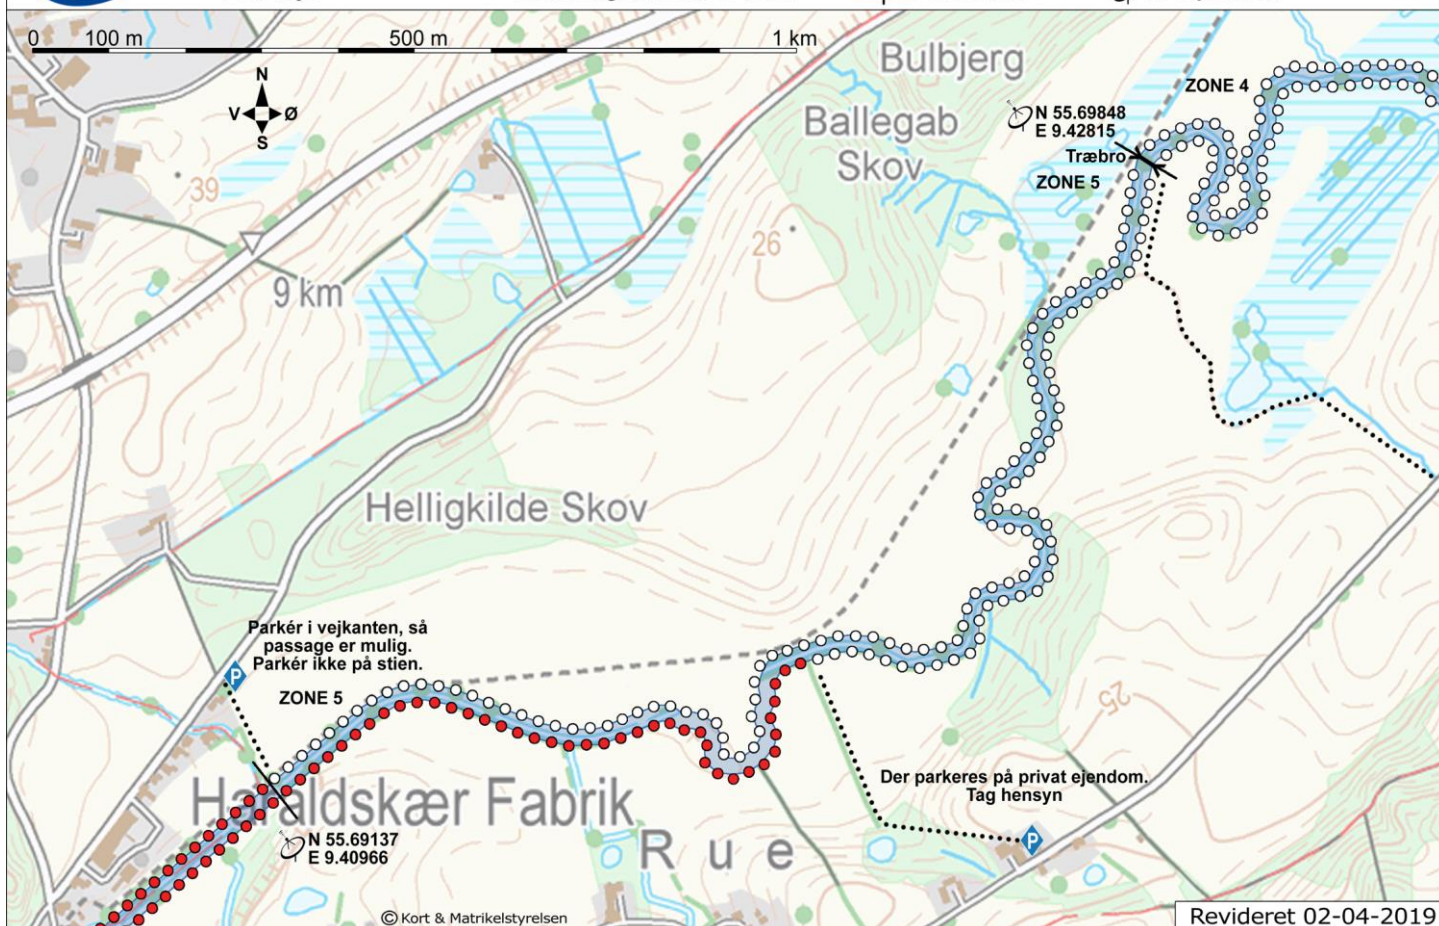 0 100 m 500 m 1 km
N
V Ø
S
Bulbjerg
Ballegab
Skov
ZONE 4
N 55.69848
E 9.42815
Træbro
ZONE 5
39
26
9 km
Helligkilde Skov
Parkér i vejkanten, så
passage er mulig.
Parkér ikke på stien.
P
ZONE 5
25
Haraldskær Fabrik
Der parkeres på privat ejendom.
Tag hensyn
P
N 55.69137
E 9.40966
Rue
© Kort & Matrikelstyrelsen
Revideret 02-04-2019